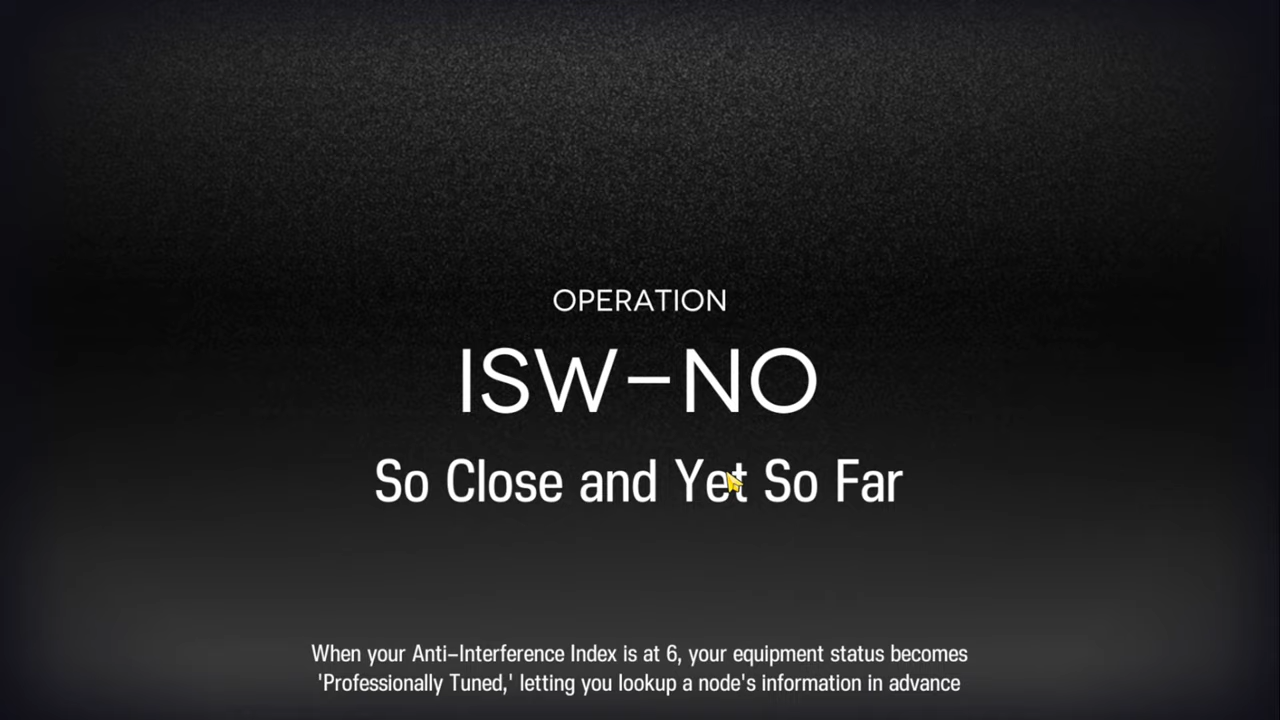 OPERATION
ISW-NO
So Close and Yet So Far
When your Anti-Interference Index is at 6, your equipment status becomes
'Professionally Tuned,' letting you lookup a node's information in advance